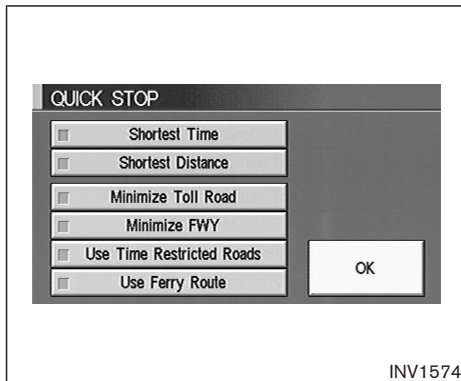 QUICK STOP
Shortest Time
Shortest Distance
Minimize Toll Road
Minimize FWY
Use Time Restricted Roads
Use Ferry Route
OK
INV1574